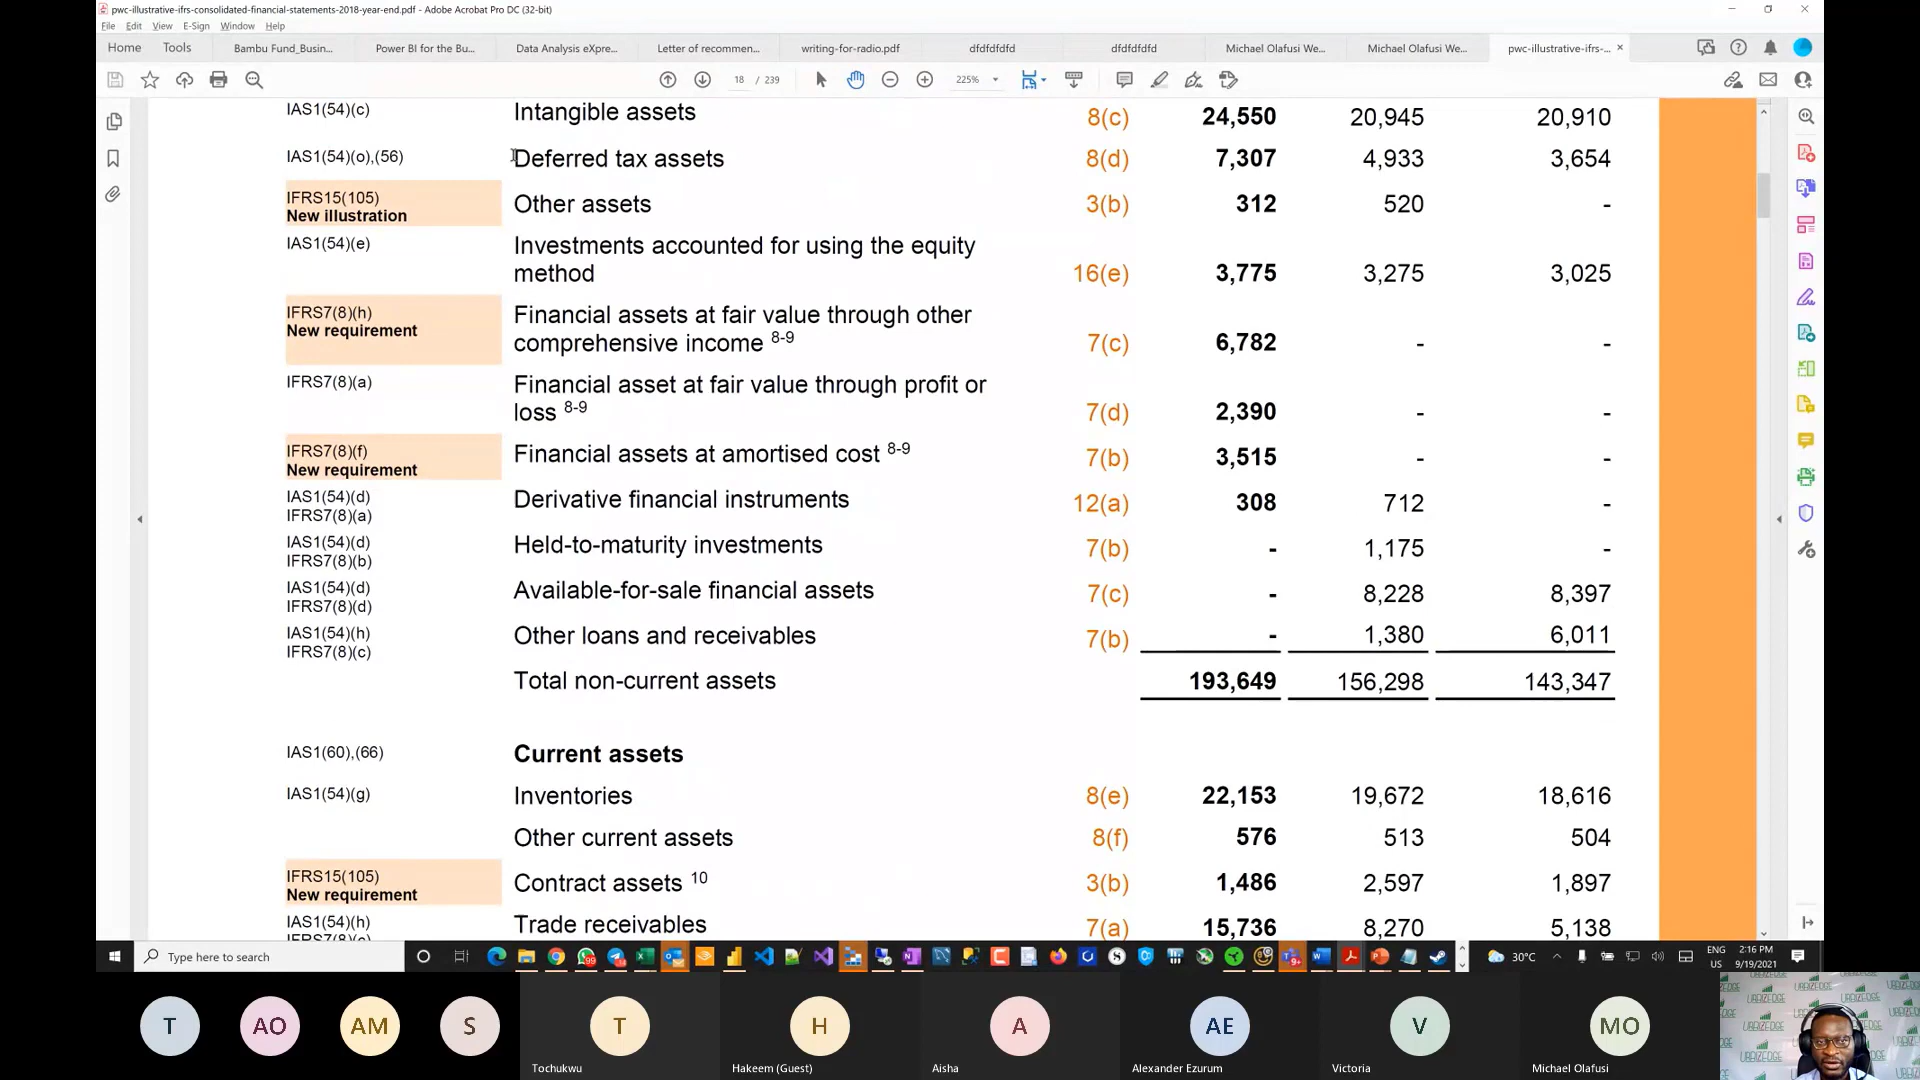 pwc-illustrative-ifrs-consolidated-financial-statements-2018-year-end.pdf - Adobe Acrobat Pro DC (32-bit)
File Edit View E-Sign Window Help
Home Tools Bambu Fund_Busin... Power BI for the Bu... Data Analysis eXpre... Letter of recommen... writing-for-radio.pdf dfdfdfdfd dfdfdfdfd Michael Olafusi We... Michael Olafusi We... pwc-illustrative-ifrs-... ×
18 / 239 225%
IAS1(54)(c) Intangible assets 8(c) 24,550 20,945 20,910
IAS1(54)(o),(56) Deferred tax assets 8(d) 7,307 4,933 3,654
IFRS15(105)
New illustration Other assets 3(b) 312 520 -
IAS1(54)(e) Investments accounted for using the equity
method 16(e) 3,775 3,275 3,025
IFRS7(8)(h) Financial assets at fair value through other
New requirement comprehensive income 8-9 7(c) 6,782 - -
IFRS7(8)(a) Financial asset at fair value through profit or
loss 8-9 7(d) 2,390 - -
IFRS7(8)(f) Financial assets at amortised cost 8-9 7(b) 3,515 - -
New requirement
IAS1(54)(d) Derivative financial instruments 12(a) 308 712 -
IFRS7(8)(a)
IAS1(54)(d) Held-to-maturity investments 7(b) - 1,175 -
IFRS7(8)(b)
IAS1(54)(d) Available-for-sale financial assets 7(c) - 8,228 8,397
IFRS7(8)(d)
IAS1(54)(h) Other loans and receivables 7(b) - 1,380 6,011
IFRS7(8)(c)
Total non-current assets 193,649 156,298 143,347
IAS1(60),(66) Current assets
IAS1(54)(g) Inventories 8(e) 22,153 19,672 18,616
Other current assets 8(f) 576 513 504
IFRS15(105) Contract assets 10 3(b) 1,486 2,597 1,897
New requirement
IAS1(54)(h) Trade receivables 7(a) 15,736 8,270 5,138
Type here to search 30°C ENG US 2:16 PM 9/19/2021
T AO AM S T H A AE V MO
Tochukwu Hakeem (Guest) Aisha Alexander Ezurum Victoria Michael Olafusi
URBIZEDGE